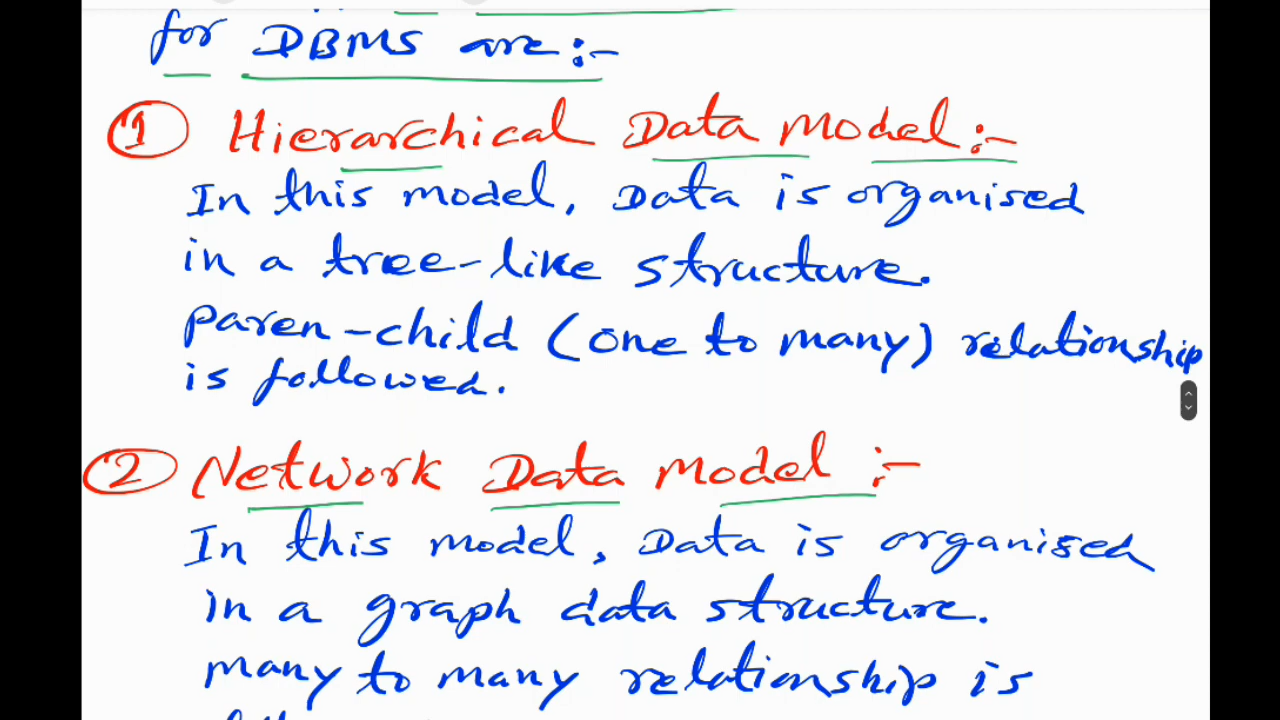 for DBMS are:-
① Hierarchical Data Model:-
In this model, Data is organised
in a tree-like structure.
Paren-child (one to many) relationship
is followed.
② Network Data Model :-
In this model, Data is organised
in a graph data structure.
many to many relationship is